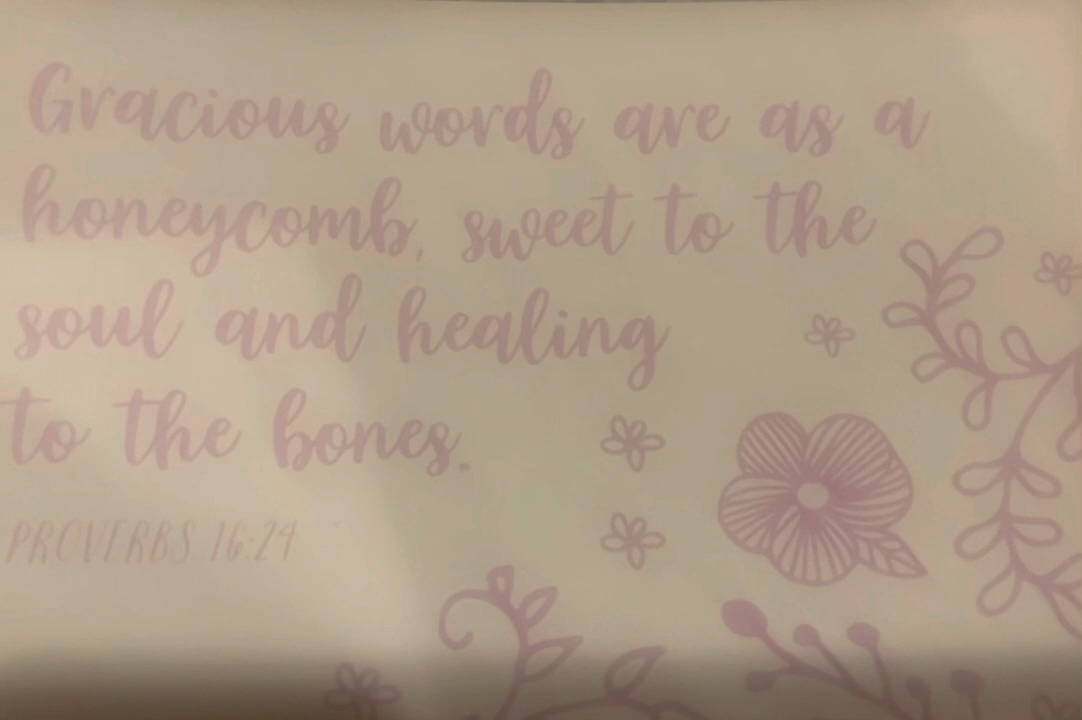 Gracious words are as a
honeycomb, sweet to the
soul and healing
to the bones.
PROVERBS 16:24